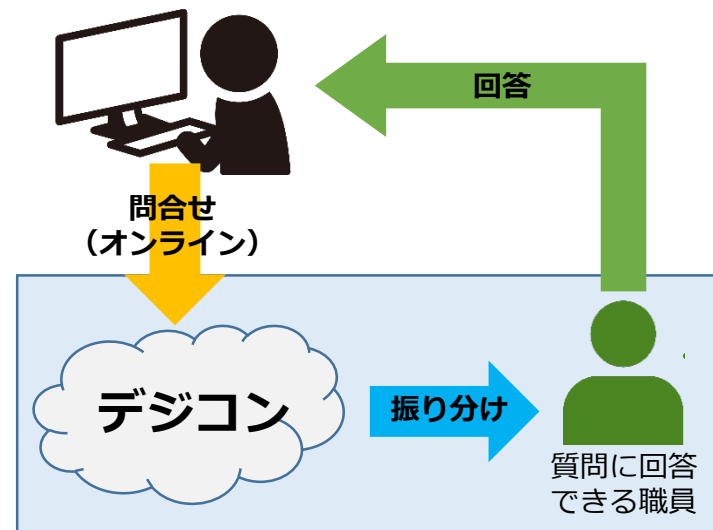 回答
問合せ
（オンライン）
デジコン
振り分け
質問に回答
できる職員